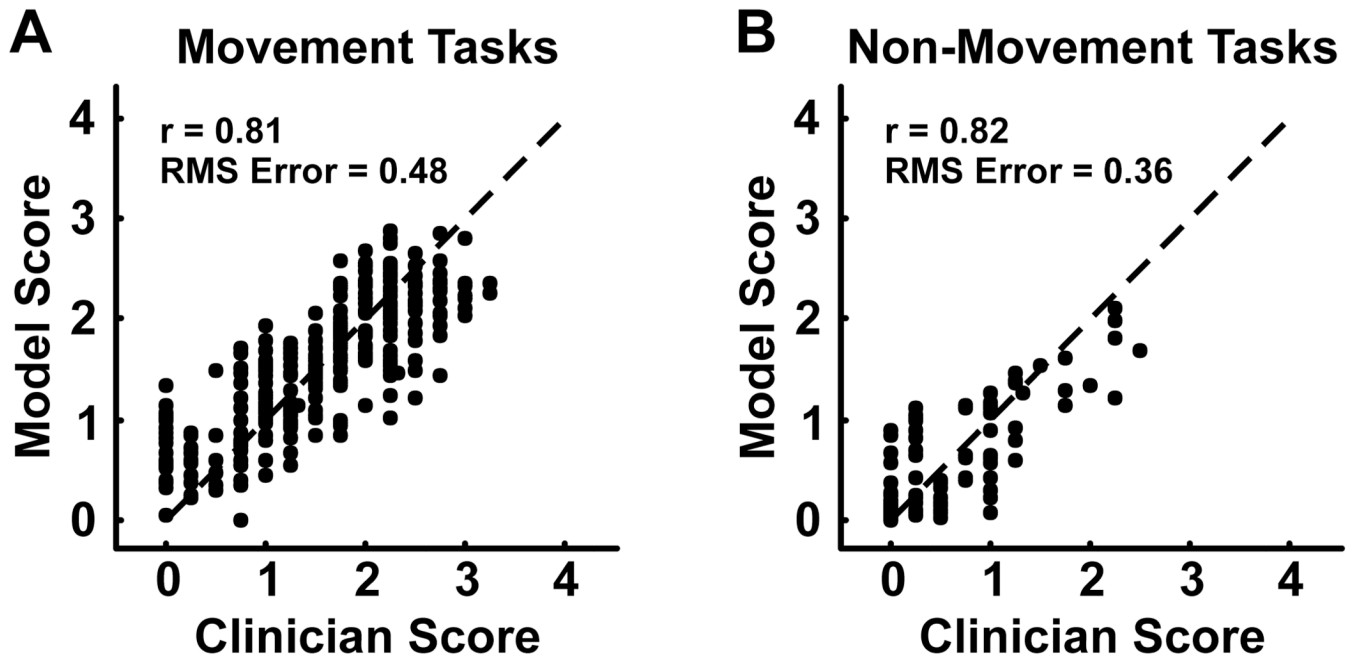 A
Movement Tasks
r = 0.81
RMS Error = 0.48
Model Score
4
3
2
1
0
0 1 2 3 4
Clinician Score
B
Non-Movement Tasks
r = 0.82
RMS Error = 0.36
Model Score
4
3
2
1
0
0 1 2 3 4
Clinician Score